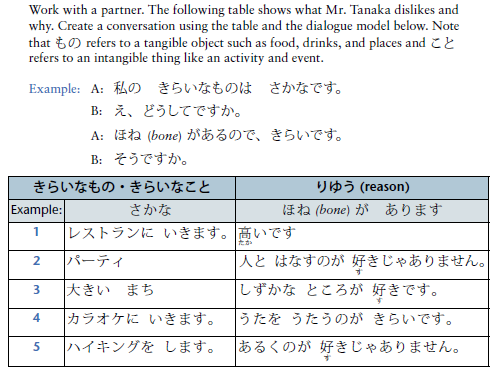 Work with a partner. The following table shows what Mr. Tanaka dislikes and
why. Create a conversation using the table and the dialogue model below. Note
that もの refers to a tangible object such as food, drinks, and places and こと
refers to an intangible thing like an activity and event.
Example: A: 私の きらいなものは さかなです。
B: え、どうしてですか。
A: ほね (bone) があるので、きらいです。
B: そうですか。
きらいなもの・きらいなこと りゆう (reason)
Example: さかな ほね (bone) が あります
1 レストランに いきます。 高いです
たか
2 パーティ 人と はなすのが 好きじゃありません。
す
3 大きい まち しずかな ところが 好きです。
す
4 カラオケに いきます。 うたを うたうのが きらいです。
5 ハイキングを します。 あるくのが 好きじゃありません。
す